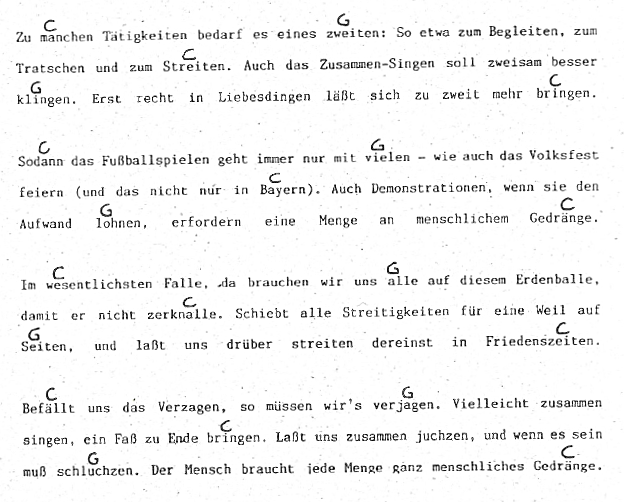 C G
Zu manchen Tätigkeiten bedarf es eines zweiten: So etwa zum Begleiten, zum
C
Tratschen und zum Streiten. Auch das Zusammen-Singen soll zweisam besser
G C
klingen. Erst recht in Liebesdingen läßt sich zu zweit mehr bringen.
C G
Sodann das Fußballspielen geht immer nur mit vielen - wie auch das Volksfest
C
feiern (und das nicht nur in Bayern). Auch Demonstrationen, wenn sie den
G C
Aufwand lohnen, erfordern eine Menge an menschlichem Gedränge.
C G
Im wesentlichsten Falle, da brauchen wir uns alle auf diesem Erdenballe,
C
damit er nicht zerknalle. Schiebt alle Streitigkeiten für eine Weil auf
G C
Seiten, und laßt uns drüber streiten dereinst in Friedenszeiten.
C G
Befällt uns das Verzagen, so müssen wir's verjagen. Vielleicht zusammen
C
singen, ein Faß zu Ende bringen. Laßt uns zusammen juchzen, und wenn es sein
G C
muß schluchzen. Der Mensch braucht jede Menge ganz menschliches Gedränge.